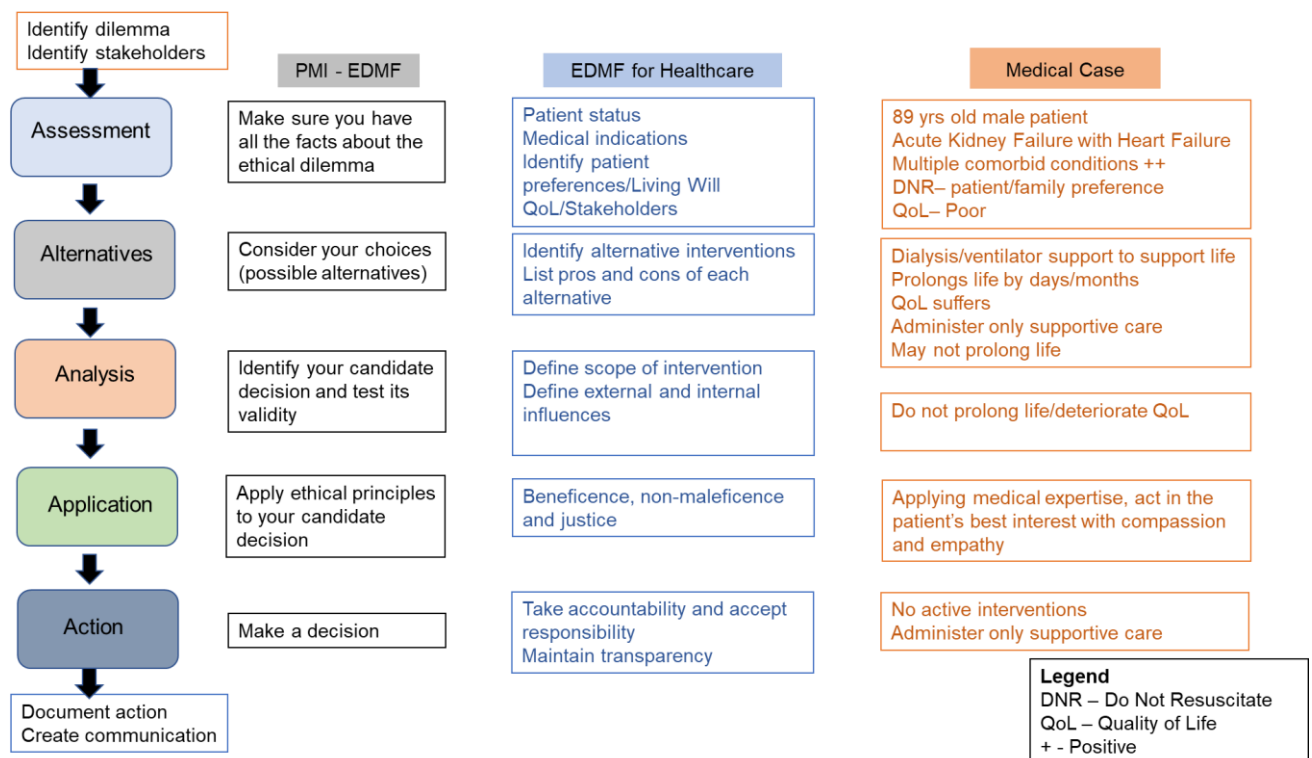 Identify dilemma
Identify stakeholders
PMI - EDMF
EDMF for Healthcare
Medical Case
Assessment
Make sure you have
all the facts about the
ethical dilemma
Patient status
Medical indications
Identify patient
preferences/Living Will
QoL/Stakeholders
89 yrs old male patient
Acute Kidney Failure with Heart Failure
Multiple comorbid conditions ++
DNR– patient/family preference
QoL– Poor
Alternatives
Consider your choices
(possible alternatives)
Identify alternative interventions
List pros and cons of each
alternative
Dialysis/ventilator support to support life
Prolongs life by days/months
QoL suffers
Administer only supportive care
May not prolong life
Analysis
Identify your candidate
decision and test its
validity
Define scope of intervention
Define external and internal
influences
Do not prolong life/deteriorate QoL
Application
Apply ethical principles
to your candidate
decision
Beneficence, non-maleficence
and justice
Applying medical expertise, act in the
patient's best interest with compassion
and empathy
Action
Make a decision
Take accountability and accept
responsibility
Maintain transparency
No active interventions
Administer only supportive care
Document action
Create communication
Legend
DNR – Do Not Resuscitate
QoL – Quality of Life
+ - Positive